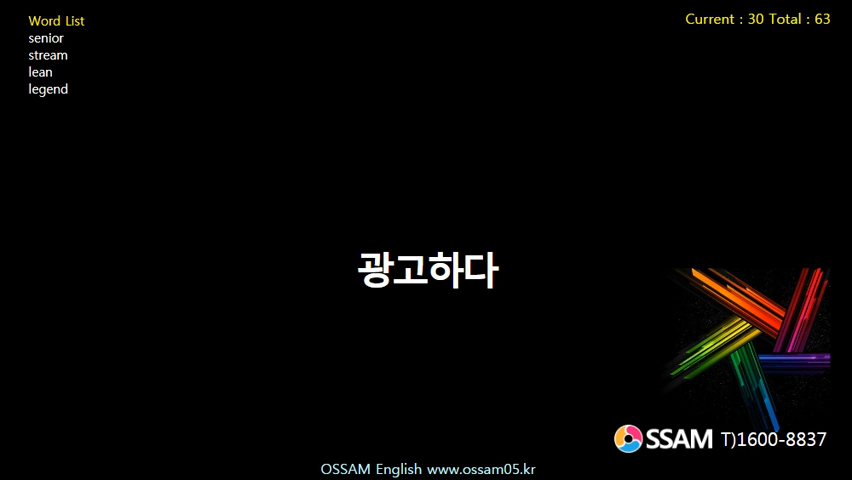 Word List
senior
stream
lean
legend
Current : 30 Total : 63
광고하다
OSSAM T)1600-8837
OSSAM English www.ossam05.kr